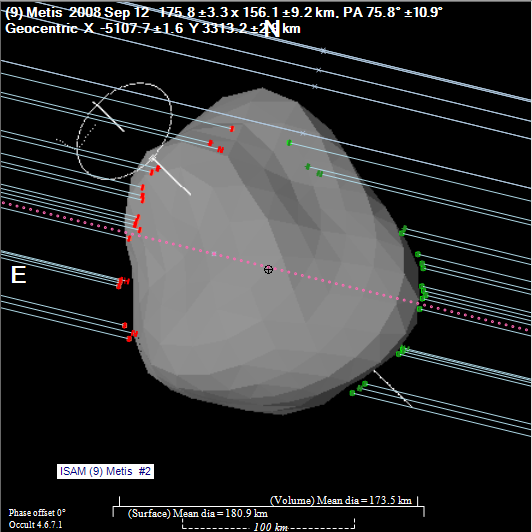 (9) Metis 2008 Sep 12 175.8 ±3.3 x 156.1 ±9.2 km, PA 75.8° ±10.9°
Geocentric X -5107.7 ±1.6 Y 3313.2 ±2. km
N
E
ISAM (9) Metis #2
(Volume) Mean dia = 173.5 km
Phase offset 0°
(Surface) Mean dia = 180.9 km
Occult 4.6.7.1
100 km